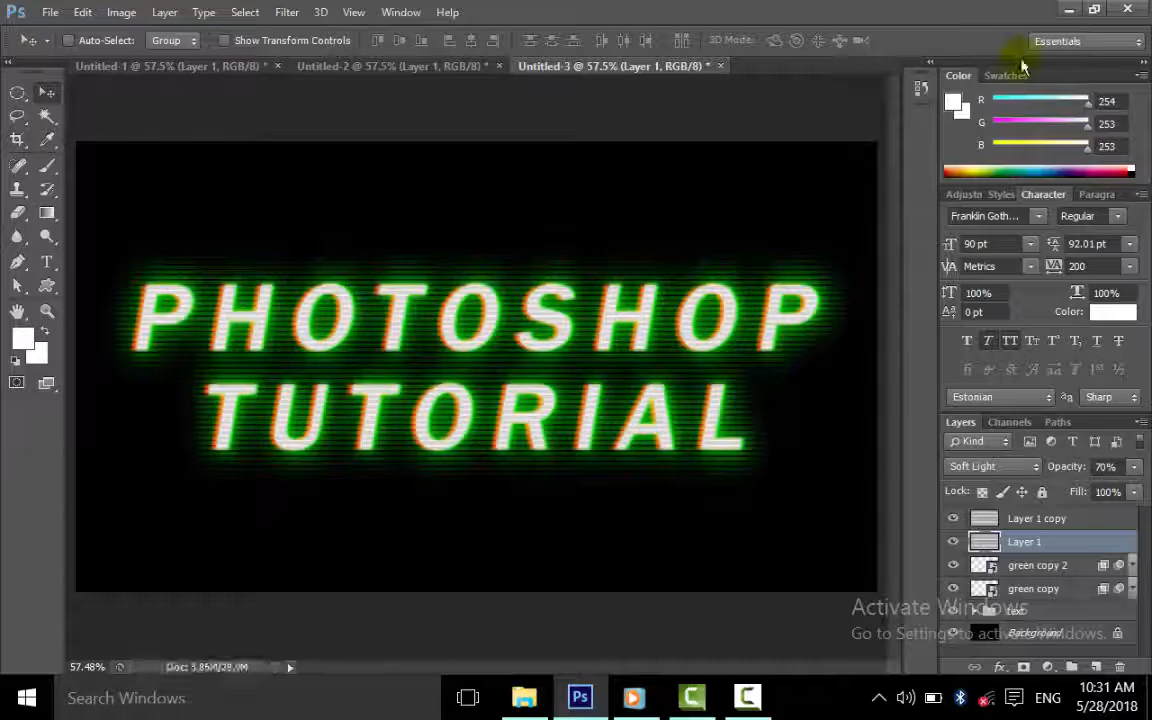 Ps File Edit Image Layer Type Select Filter 3D View Window Help
Auto-Select: Group Show Transform Controls 3D Mode: Essentials
Untitled-1 @ 57.5% (Layer 1, RGB/8) * × Untitled-2 @ 57.5% (Layer 1, RGB/8) * × Untitled-3 @ 57.5% (Layer 1, RGB/8) * ×
Color Swatches
R 254
G 253
B 253
Adjustn Styles Character Paragra
Franklin Goth... Regular
90 pt 92.01 pt
Metrics 200
100% 100%
0 pt Color:
PHOTOSHOP
TUTORIAL
Estonian Sharp
Layers Channels Paths
Kind
Soft Light Opacity: 70%
Lock: Fill: 100%
Layer 1 copy
Layer 1
green copy 2
green copy
text
Background
Activate Windows
Go to Settings to activate Windows.
57.48%
Search Windows
ENG
10:31 AM
5/28/2018